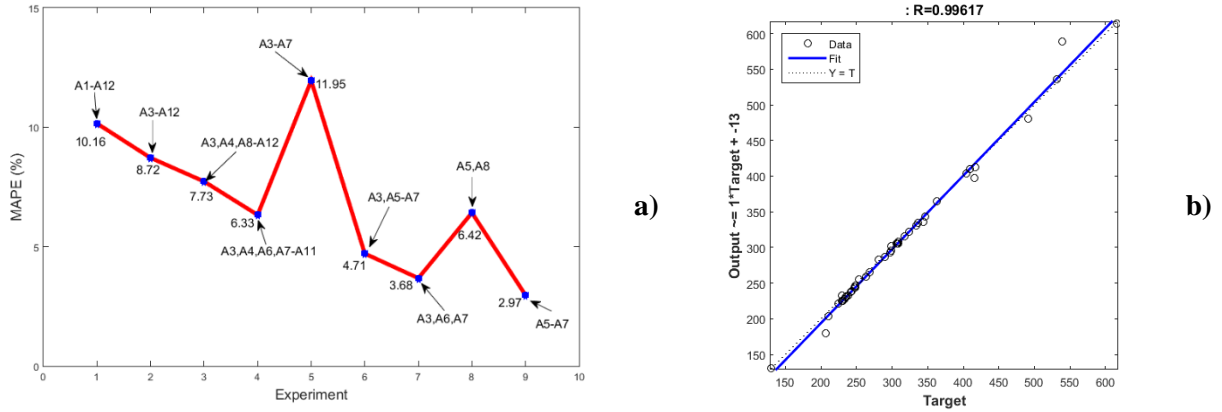 15
10
5
0
MAPE (%)
A1-A12
10.16
A3-A12
8.72
A3,A4,A8-A12
7.73
6.33
A3,A4,A6,A7-A11
A3-A7
11.95
A3,A5-A7
4.71
3.68
A3,A6,A7
A5,A8
6.42
2.97
A5-A7
0 1 2 3 4 5 6 7 8 9 10
Experiment
a)
: R=0.99617
Data
Fit
Y = T
Output ~= 1*Target + -13
600
550
500
450
400
350
300
250
200
150
150 200 250 300 350 400 450 500 550 600
Target
b)